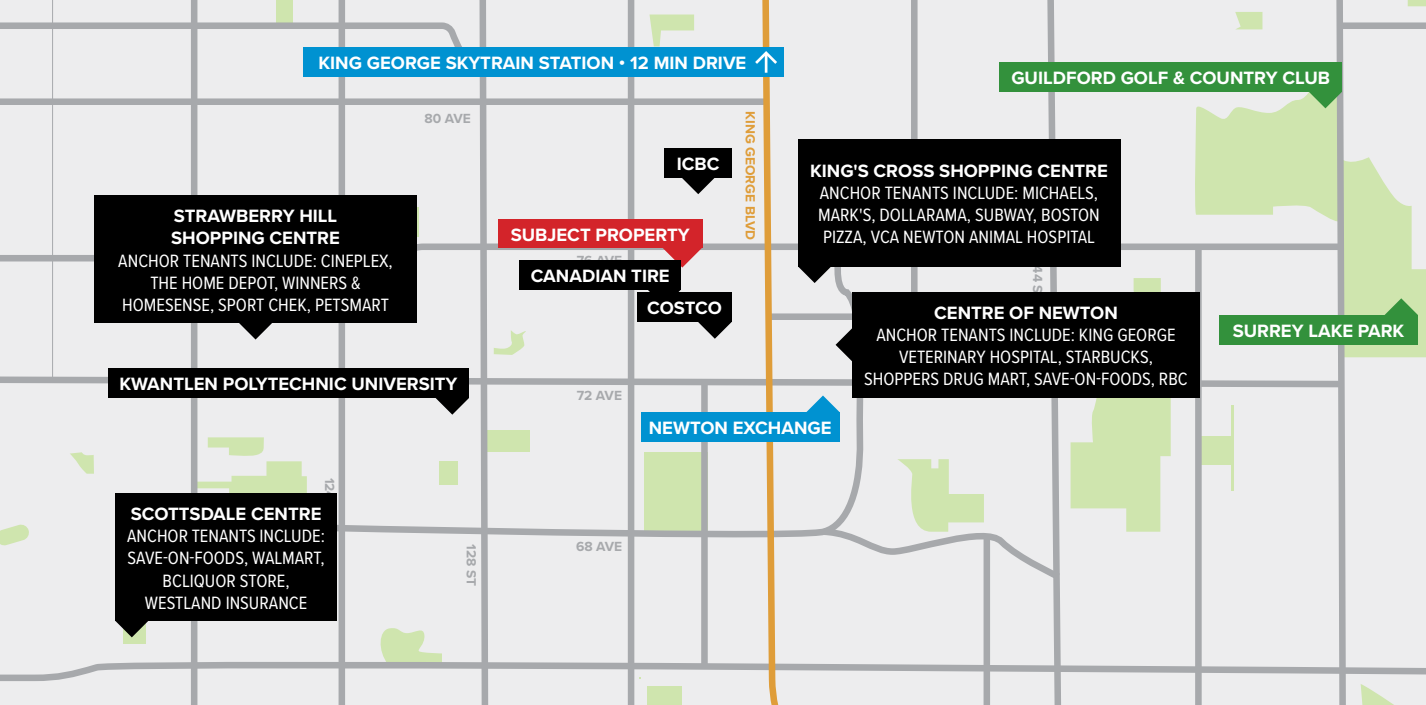 KING GEORGE SKYTRAIN STATION • 12 MIN DRIVE
GUILDFORD GOLF & COUNTRY CLUB
80 AVE
KING GEORGE BLVD
ICBC
KING'S CROSS SHOPPING CENTRE
ANCHOR TENANTS INCLUDE: MICHAELS,
MARK'S, DOLLARAMA, SUBWAY, BOSTON
PIZZA, VCA NEWTON ANIMAL HOSPITAL
STRAWBERRY HILL
SHOPPING CENTRE
ANCHOR TENANTS INCLUDE: CINEPLEX,
THE HOME DEPOT, WINNERS &
HOMESENSE, SPORT CHEK, PETSMART
SUBJECT PROPERTY
CANADIAN TIRE
COSTCO
CENTRE OF NEWTON
ANCHOR TENANTS INCLUDE: KING GEORGE
VETERINARY HOSPITAL, STARBUCKS,
SHOPPERS DRUG MART, SAVE-ON-FOODS, RBC
SURREY LAKE PARK
KWANTLEN POLYTECHNIC UNIVERSITY
72 AVE
NEWTON EXCHANGE
SCOTTSDALE CENTRE
ANCHOR TENANTS INCLUDE:
SAVE-ON-FOODS, WALMART,
BCLIQUOR STORE,
WESTLAND INSURANCE
128 ST
68 AVE